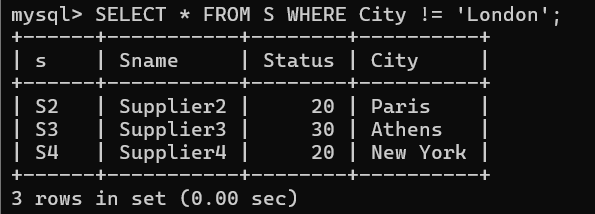 mysql> SELECT * FROM S WHERE City != 'London';
+------+-----------+--------+----------+
| s    | Sname     | Status | City     |
+------+-----------+--------+----------+
| S2   | Supplier2 |     20 | Paris    |
| S3   | Supplier3 |     30 | Athens   |
| S4   | Supplier4 |     20 | New York |
+------+-----------+--------+----------+
3 rows in set (0.00 sec)